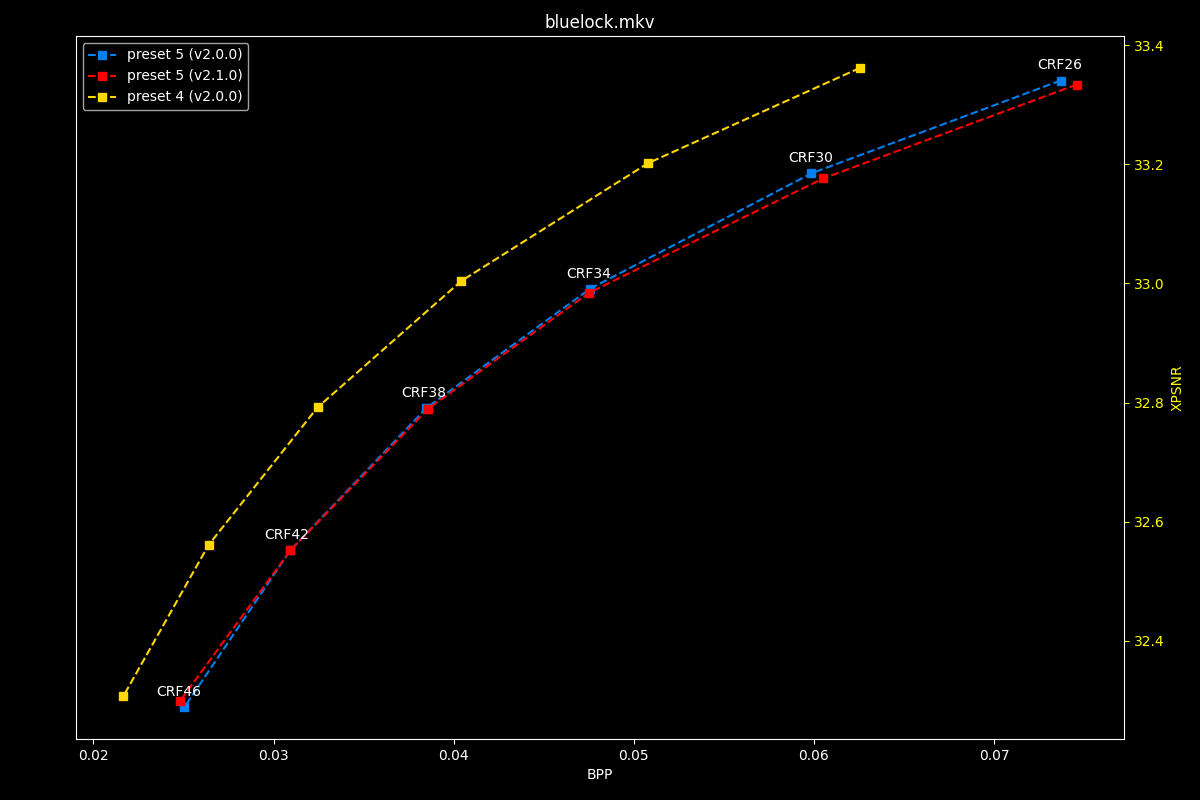 bluelock.mkv
preset 5 (v2.0.0)
preset 5 (v2.1.0)
preset 4 (v2.0.0)
CRF26
CRF30
CRF34
CRF38
CRF42
CRF46
33.4
33.2
33.0
32.8
32.6
32.4
XPSNR
0.02 0.03 0.04 0.05 0.06 0.07
BPP